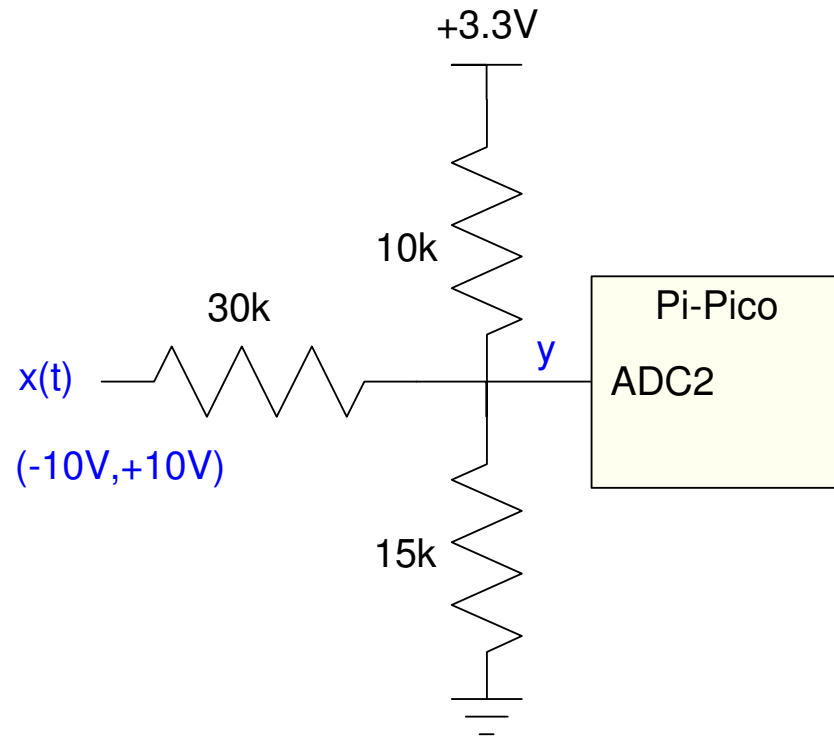 +3.3V
10k
30k
Pi-Pico
x(t)
y
ADC2
(-10V,+10V)
15k